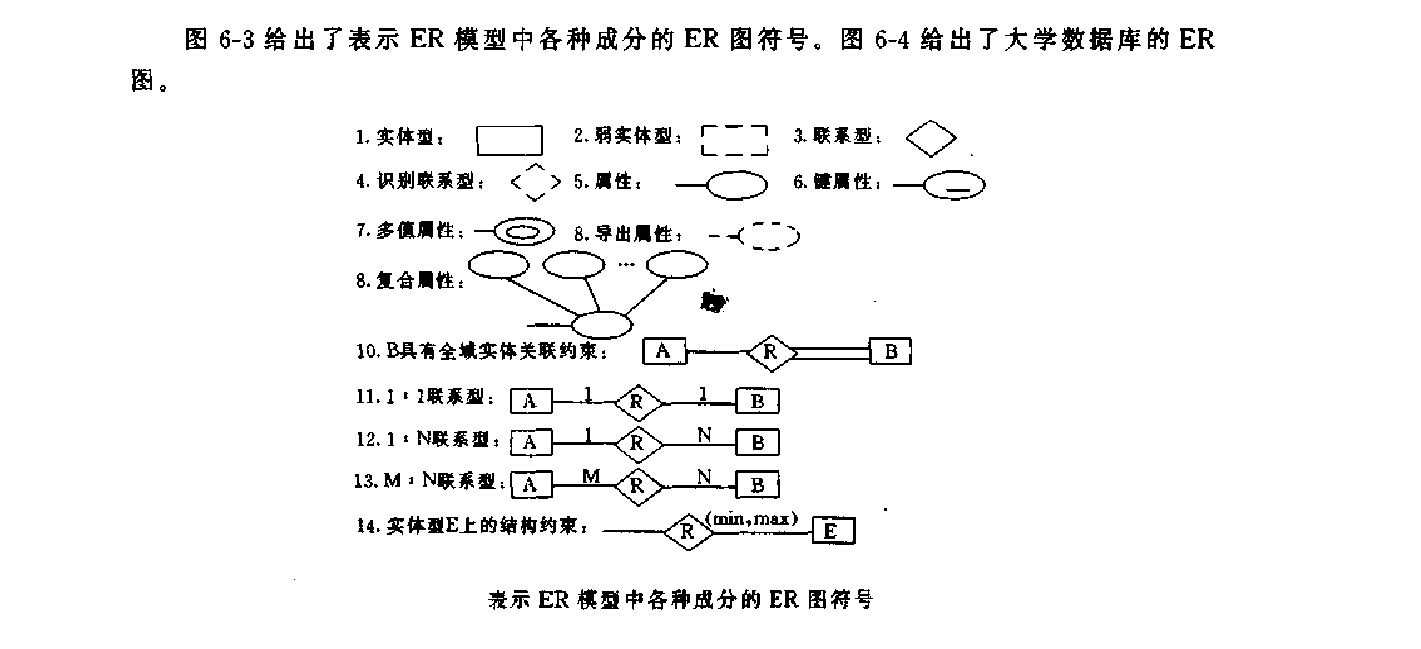 图 6-3 给出了表示 ER 模型中各种成分的 ER 图符号。图 6-4 给出了大学数据库的 ER
图。
1. 实体型: 2. 弱实体型: 3. 联系型:
4. 识别联系型: 5. 属性: 6. 键属性:
7. 多值属性: 8. 导出属性:
8. 复合属性: ...
10. B具有全域实体关联约束: A R B
11. 1:1联系型: A 1 R 1 B
12. 1:N联系型: A 1 R N B
13. M:N联系型: A M R N B
14. 实体型E上的结构约束: R (min,max) E
表示 ER 模型中各种成分的 ER 图符号